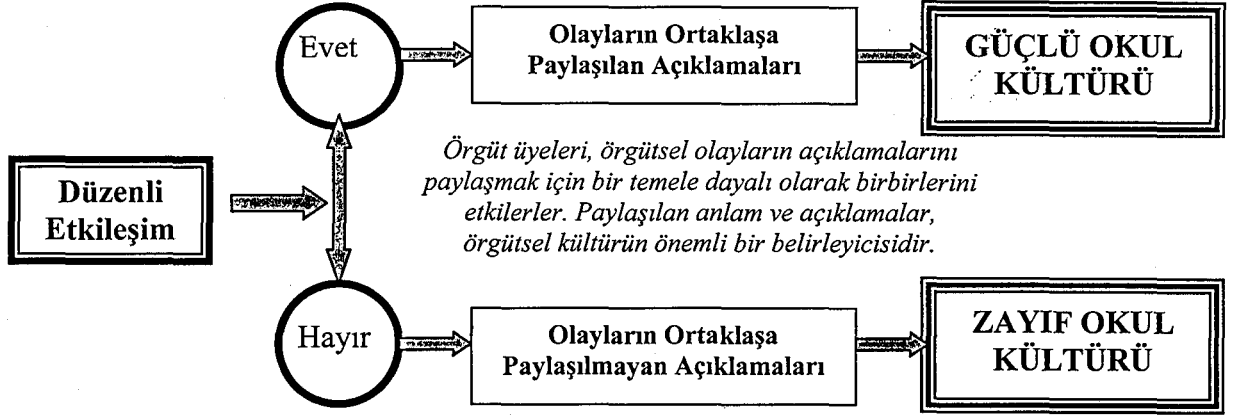 Evet
Olayların Ortaklaşa
Paylaşılan Açıklamaları
GÜÇLÜ OKUL
KÜLTÜRÜ
Örgüt üyeleri, örgütsel olayların açıklamalarını
paylaşmak için bir temele dayalı olarak birbirlerini
etkilerler. Paylaşılan anlam ve açıklamalar,
örgütsel kültürün önemli bir belirleyicisidir.
Düzenli
Etkileşim
Hayır
Olayların Ortaklaşa
Paylaşılmayan Açıklamaları
ZAYIF OKUL
KÜLTÜRÜ